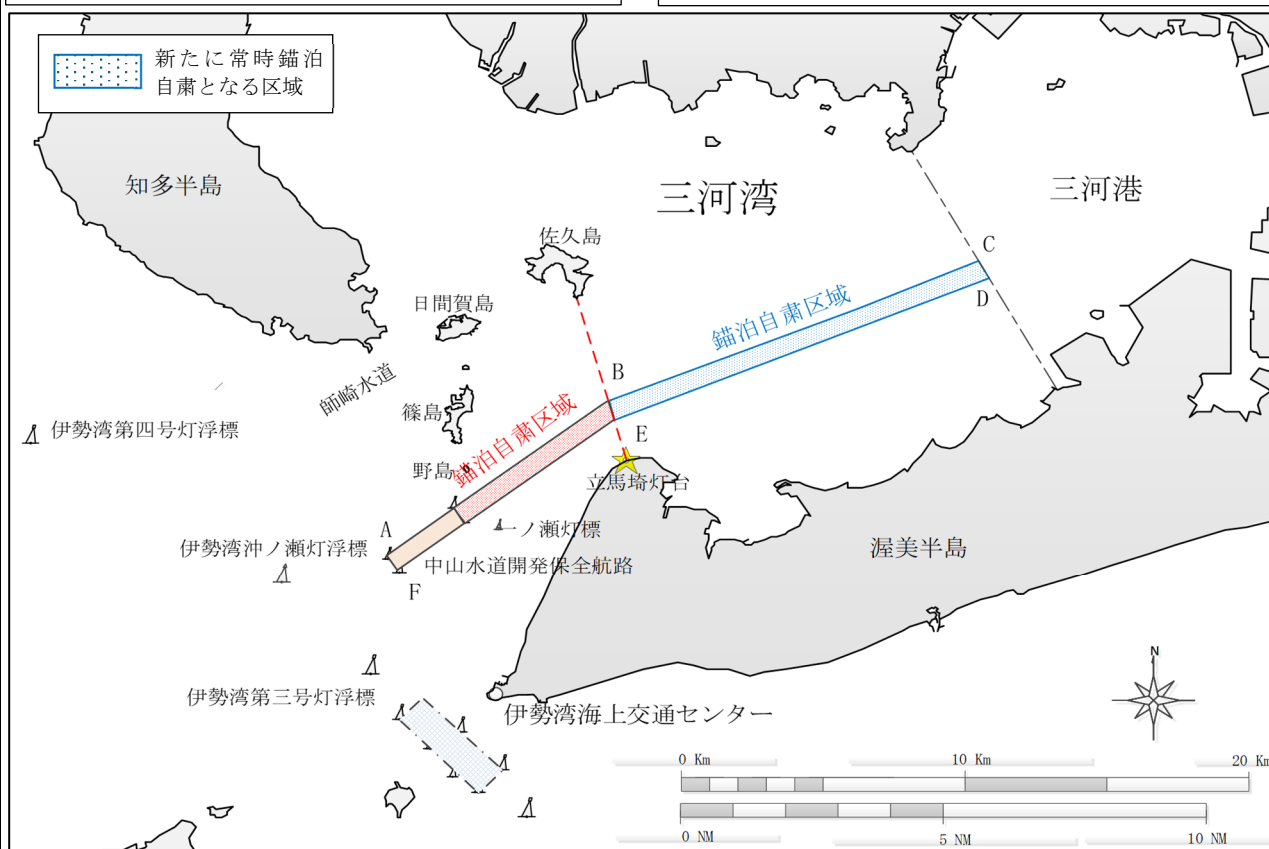 新たに常時錨泊
自粛となる区域
知多半島
三河湾
三河港
佐久島
C
D
日間賀島
錨泊自粛区域
師崎水道
B
篠島
伊勢湾第四号灯浮標
錨泊自粛区域
E
野島
立馬埼灯台
A
一ノ瀬灯標
伊勢湾沖ノ瀬灯浮標
中山水道開発保全航路
渥美半島
F
N
伊勢湾第三号灯浮標
伊勢湾海上交通センター
0 Km
10 Km
20 Km
0 NM
5 NM
10 NM